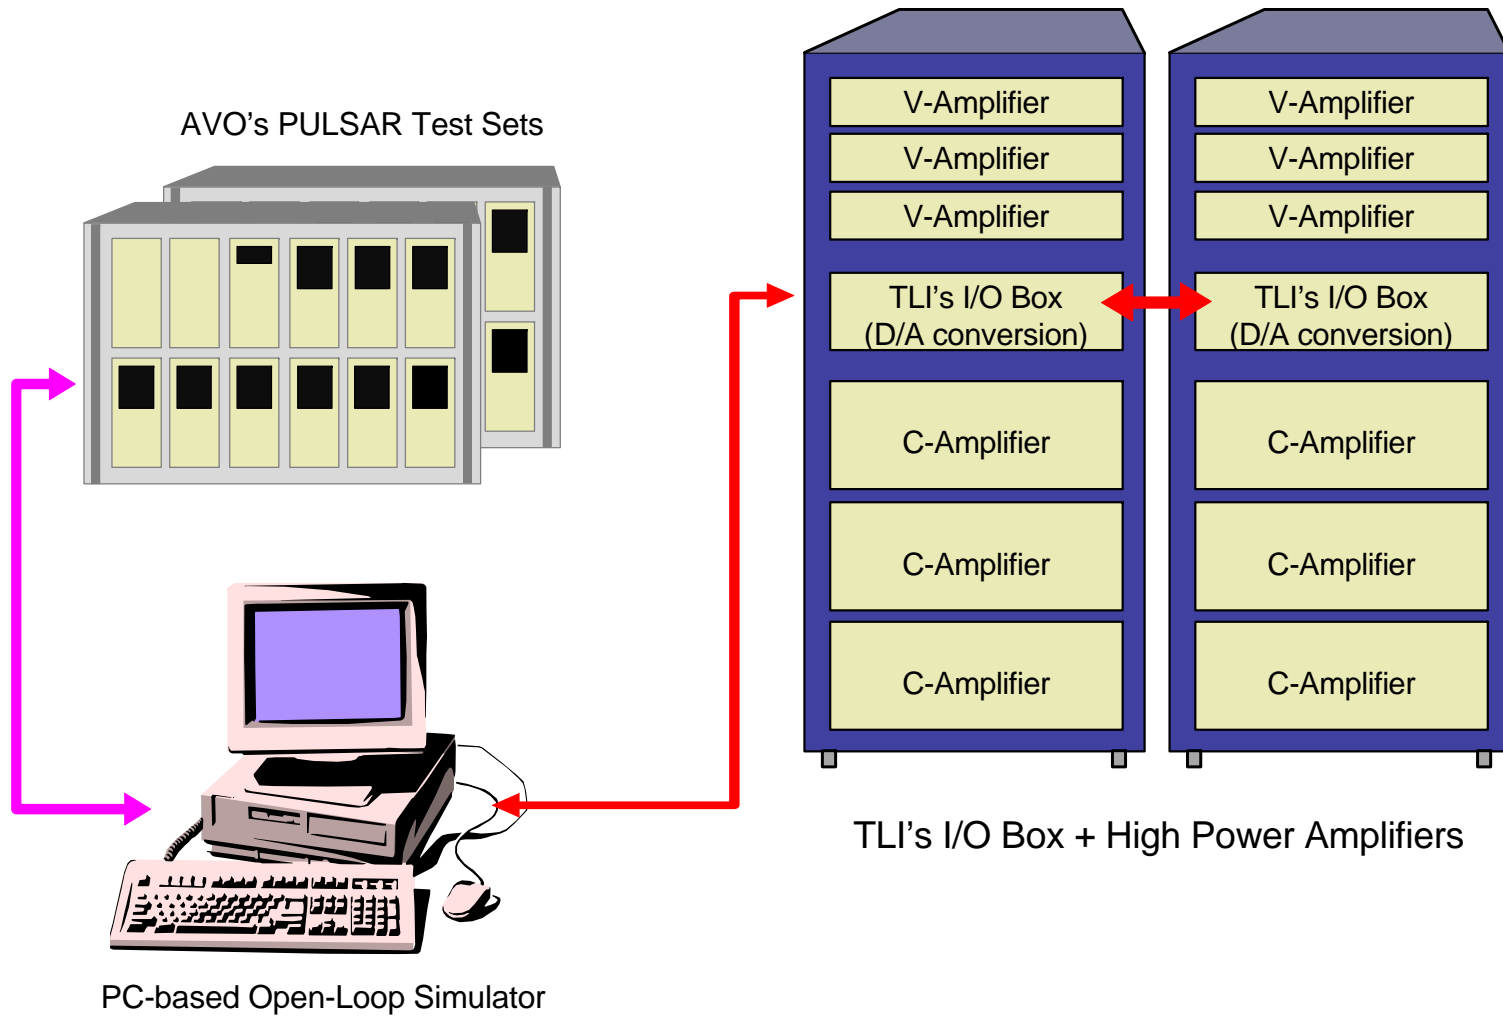 AVO's PULSAR Test Sets
V-Amplifier
V-Amplifier
V-Amplifier
TLI's I/O Box
(D/A conversion)
C-Amplifier
C-Amplifier
C-Amplifier
V-Amplifier
V-Amplifier
V-Amplifier
TLI's I/O Box
(D/A conversion)
C-Amplifier
C-Amplifier
C-Amplifier
TLI's I/O Box + High Power Amplifiers
PC-based Open-Loop Simulator